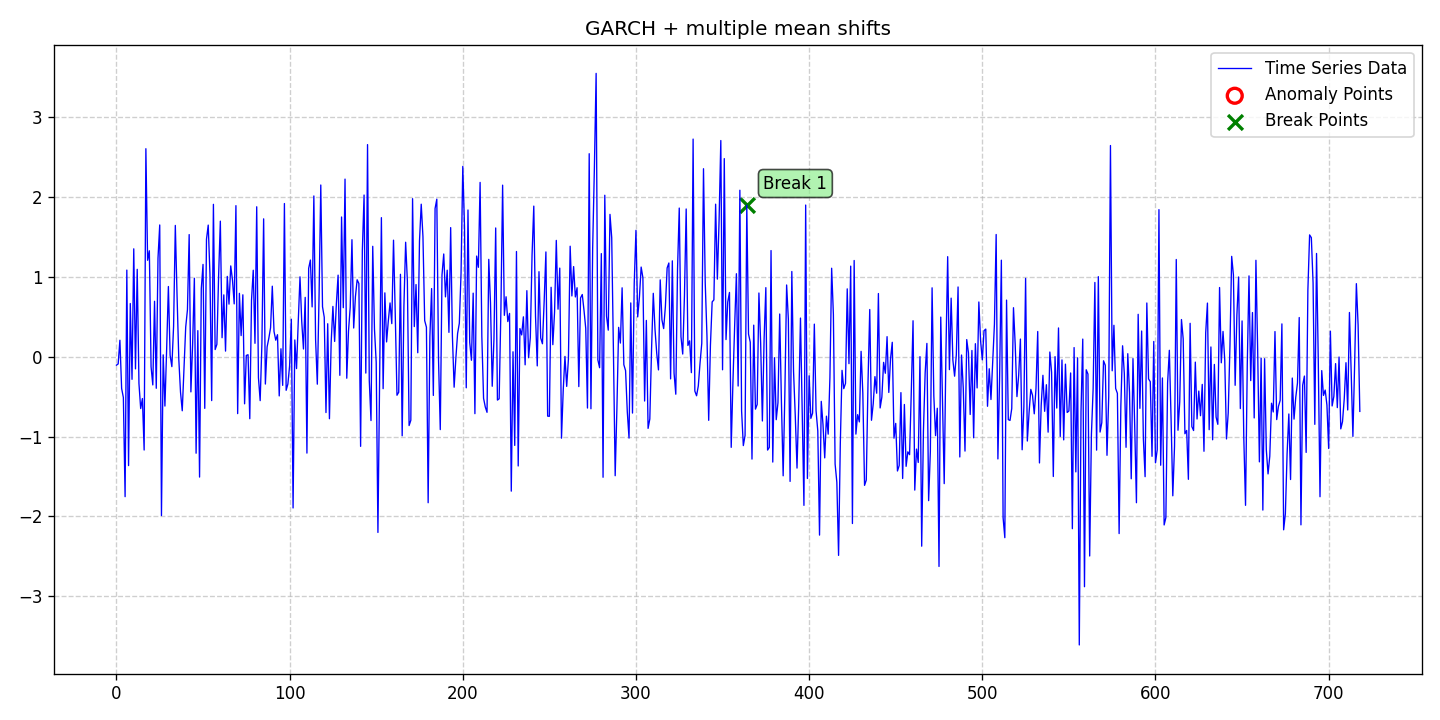 GARCH + multiple mean shifts
Time Series Data
Anomaly Points
Break Points
Break 1
3
2
1
0
−1
−2
−3
0 100 200 300 400 500 600 700